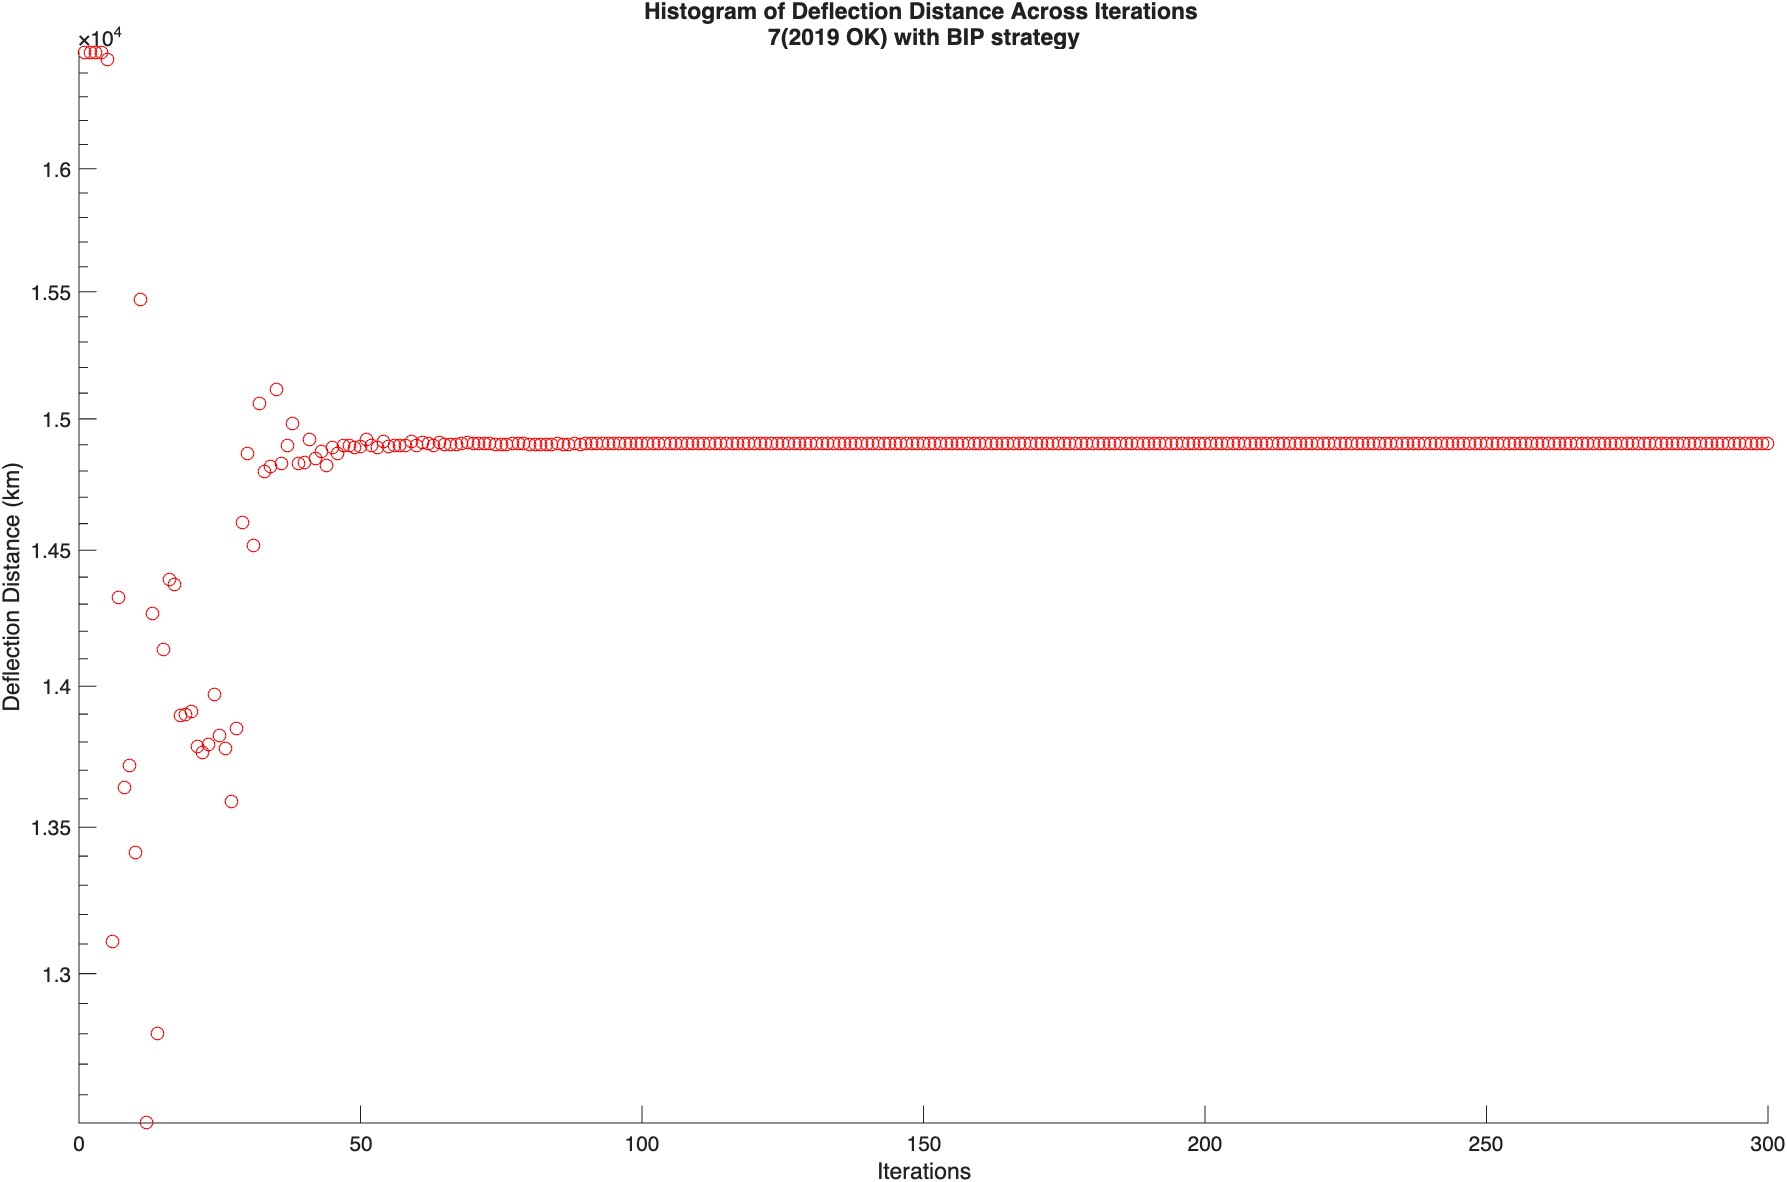 Histogram of Deflection Distance Across Iterations
7(2019 OK) with BIP strategy
×10⁴
1.6
1.55
1.5
1.45
1.4
1.35
1.3
Deflection Distance (km)
0 50 100 150 200 250 300
Iterations